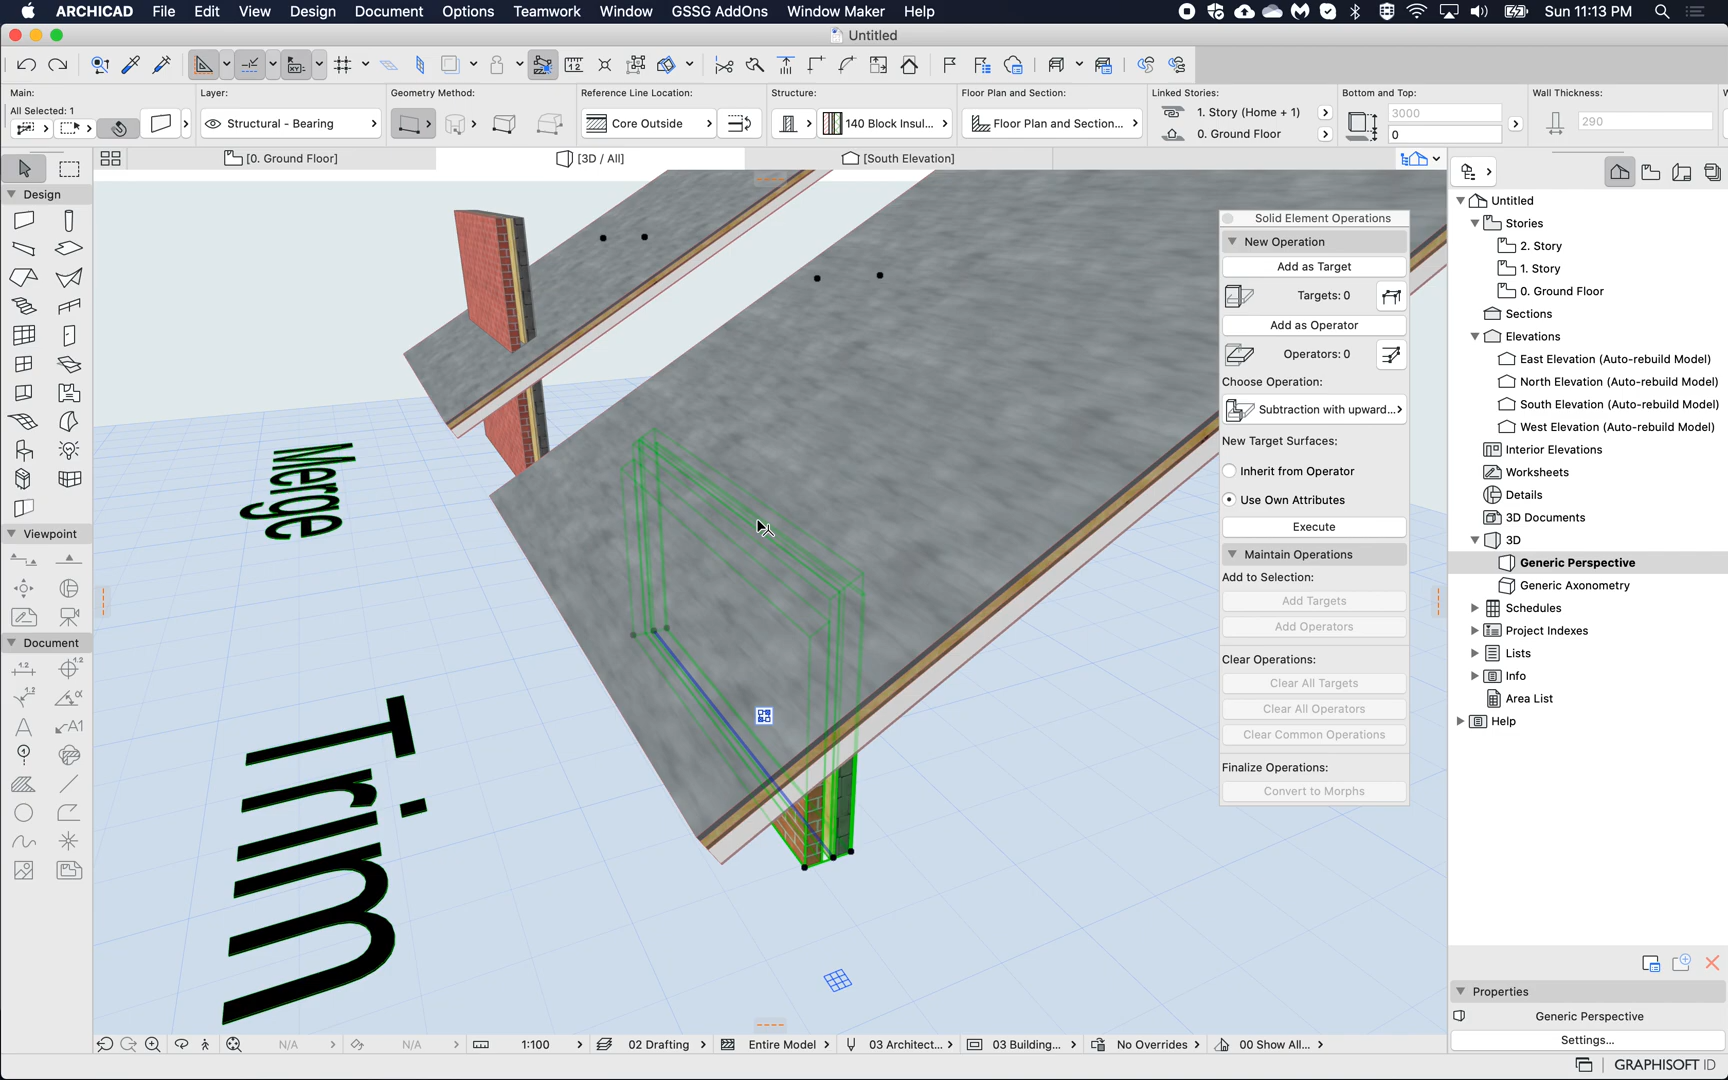 ARCHICAD File Edit View Design Document Options Teamwork Window GSSG AddOns Window Maker Help Sun 11:13 PM
Untitled
Main:
All Selected: 1
Layer:
Structural - Bearing
Geometry Method:
Reference Line Location:
Core Outside
Structure:
140 Block Insul...
Floor Plan and Section:
Floor Plan and Section...
Linked Stories:
1. Story (Home + 1)
0. Ground Floor
Bottom and Top:
3000
0
Wall Thickness:
290
[0. Ground Floor]
[3D / All]
[South Elevation]
Design
Viewpoint
Document
Merge
Trim
Solid Element Operations
New Operation
Add as Target
Targets: 0
Add as Operator
Operators: 0
Choose Operation:
Subtraction with upward...
New Target Surfaces:
Inherit from Operator
Use Own Attributes
Execute
Maintain Operations
Add to Selection:
Add Targets
Add Operators
Clear Operations:
Clear All Targets
Clear All Operators
Clear Common Operations
Finalize Operations:
Convert to Morphs
Untitled
Stories
2. Story
1. Story
0. Ground Floor
Sections
Elevations
East Elevation (Auto-rebuild Model)
North Elevation (Auto-rebuild Model)
South Elevation (Auto-rebuild Model)
West Elevation (Auto-rebuild Model)
Interior Elevations
Worksheets
Details
3D Documents
3D
Generic Perspective
Generic Axonometry
Schedules
Project Indexes
Lists
Info
Area List
Help
Properties
Generic Perspective
Settings...
N/A N/A 1:100 02 Drafting Entire Model 03 Architect... 03 Building... No Overrides 00 Show All...
GRAPHISOFT ID